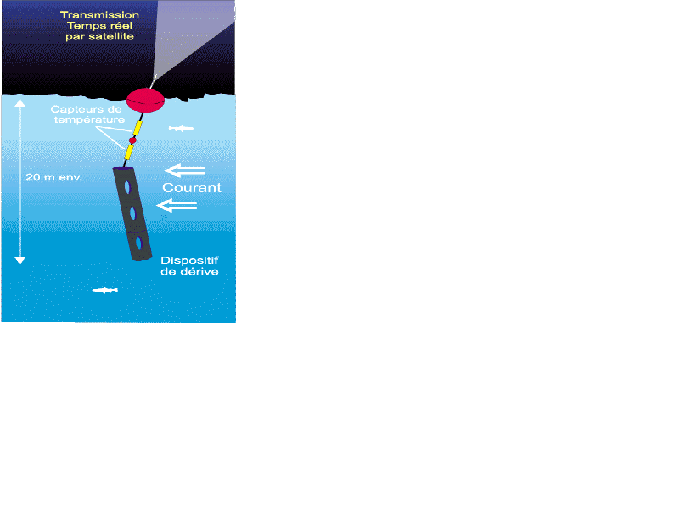 Transmission
Temps réel
par satellite
Capteurs de
température
20 m env.
Courant
Dispositif
de dérive